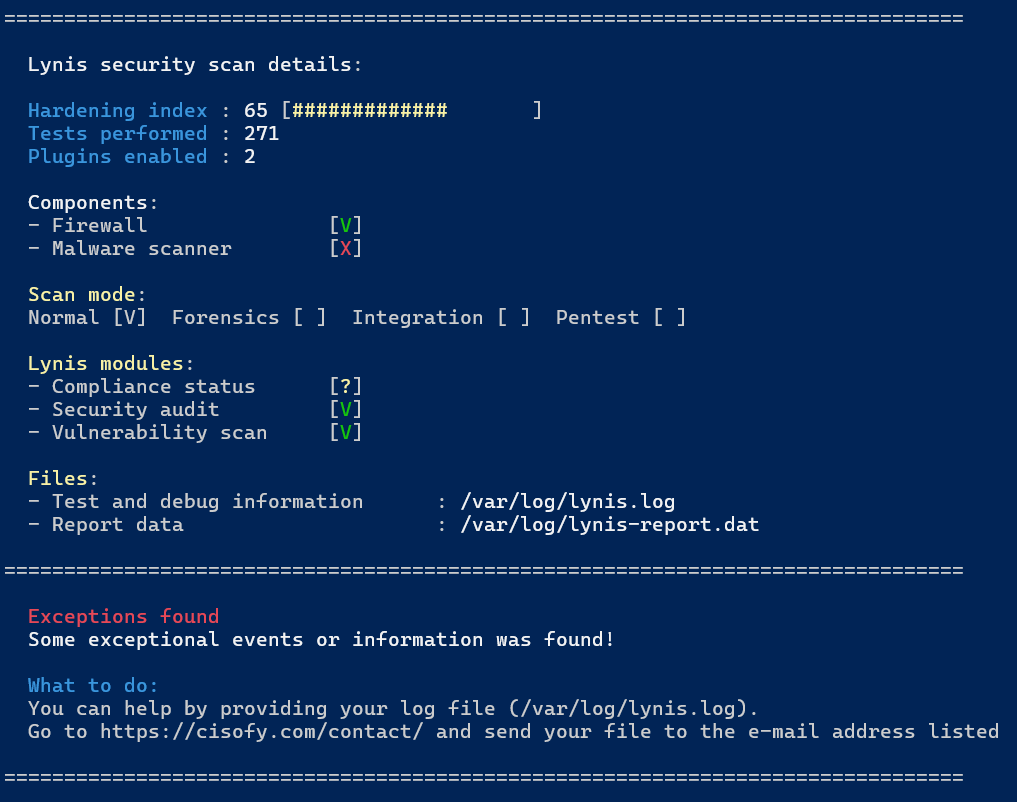 ================================================================================
Lynis security scan details:
Hardening index : 65 [#############       ]
Tests performed : 271
Plugins enabled : 2
Components:
- Firewall               [V]
- Malware scanner        [X]
Scan mode:
Normal [V]  Forensics [ ]  Integration [ ]  Pentest [ ]
Lynis modules:
- Compliance status      [?]
- Security audit         [V]
- Vulnerability scan     [V]
Files:
- Test and debug information      : /var/log/lynis.log
- Report data                     : /var/log/lynis-report.dat
================================================================================
Exceptions found
Some exceptional events or information was found!
What to do:
You can help by providing your log file (/var/log/lynis.log).
Go to https://cisofy.com/contact/ and send your file to the e-mail address listed
================================================================================